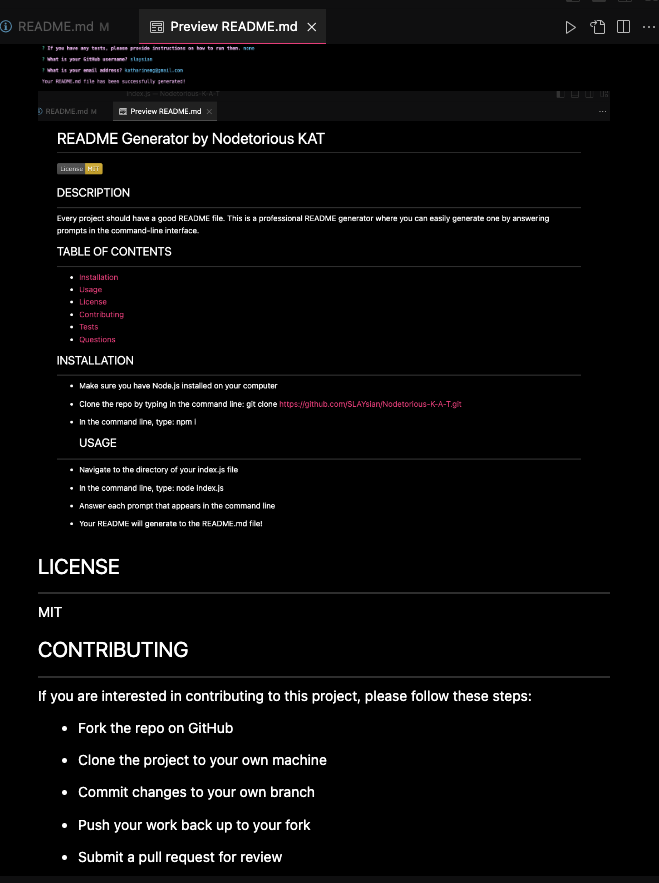 README.md M
Preview README.md
? If you have any tests, please provide instructions on how to run them. none
? What is your GitHub username? slaysian
? What is your email address? katharinemg@gmail.com
Your README.md file has been successfully generated!
index.js — Nodetorious-K-A-T
README.md M
Preview README.md
README Generator by Nodetorious KAT
License MIT
DESCRIPTION
Every project should have a good README file. This is a professional README generator where you can easily generate one by answering
prompts in the command-line interface.
TABLE OF CONTENTS
Installation
Usage
License
Contributing
Tests
Questions
INSTALLATION
Make sure you have Node.js installed on your computer
Clone the repo by typing in the command line: git clone https://github.com/SLAYsian/Nodetorious-K-A-T.git
In the command line, type: npm i
USAGE
Navigate to the directory of your index.js file
In the command line, type: node index.js
Answer each prompt that appears in the command line
Your README will generate to the README.md file!
LICENSE
MIT
CONTRIBUTING
If you are interested in contributing to this project, please follow these steps:
Fork the repo on GitHub
Clone the project to your own machine
Commit changes to your own branch
Push your work back up to your fork
Submit a pull request for review